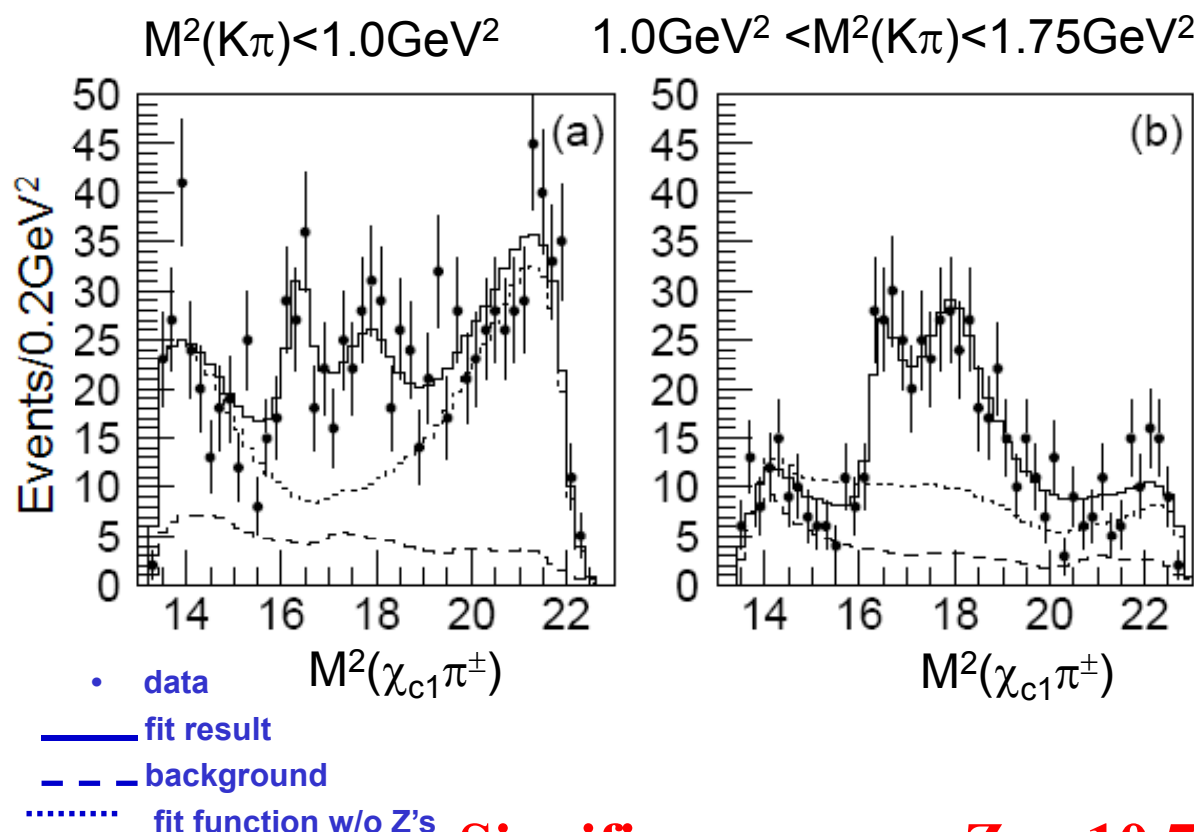 M²(Kπ)<1.0GeV²
1.0GeV² <M²(Kπ)<1.75GeV²
Events/0.2GeV²
50
45
40
35
30
25
20
15
10
5
0
(a)
14 16 18 20 22
M²(χc1π±)
50
45
40
35
30
25
20
15
10
5
0
(b)
14 16 18 20 22
M²(χc1π±)
• data
fit result
background
fit function w/o Z's